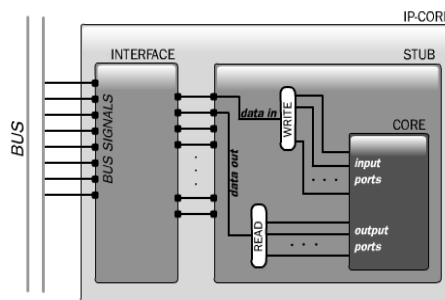 IP-CORE
INTERFACE
STUB
BUS
BUS SIGNALS
data in
WRITE
CORE
input
. . .
ports
data out
READ
output
. . .
ports